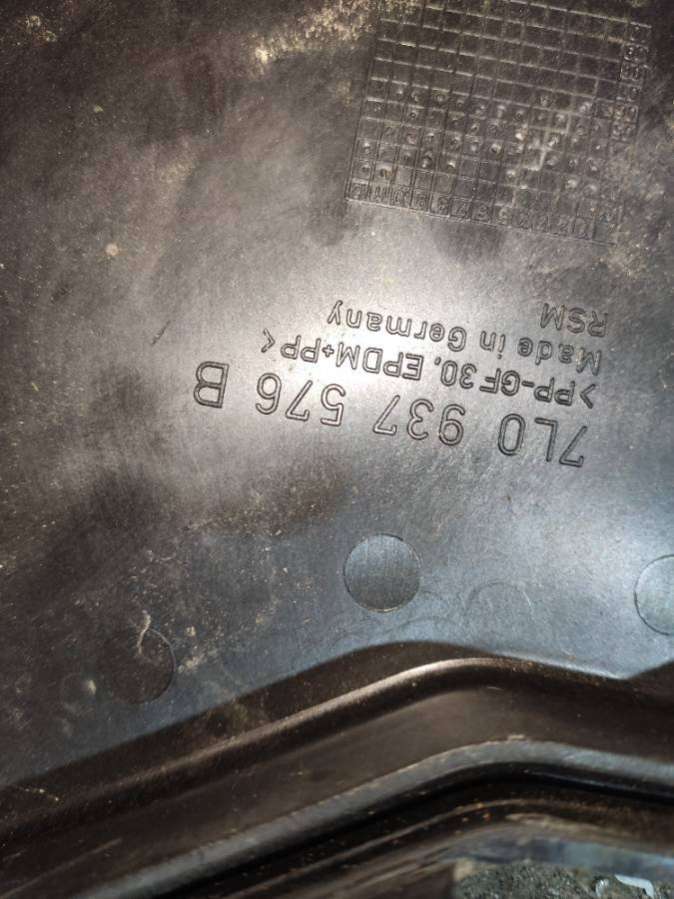 7L0 937 576 B
>PP-GF30, EPDM+PP<
Made in Germany
RSM